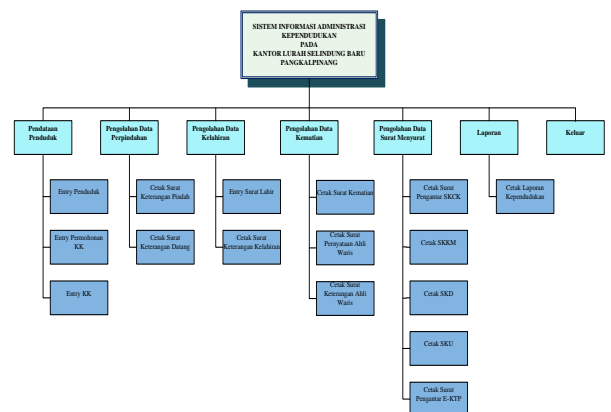 SISTEM INFORMASI ADMINISTRASI
KEPENDUDUKAN
PADA
KANTOR LURAH SELINDUNG BARU
PANGKALPINANG
Pendataan
Penduduk
Pengolahan Data
Perpindahan
Pengolahan Data
Kelahiran
Pengolahan Data
Kematian
Pengolahan Data
Surat Menyurat
Laporan
Keluar
Entry Penduduk
Entry Permohonan
KK
Entry KK
Cetak Surat
Keterangan Pindah
Cetak Surat
Keterangan Datang
Entry Surat Lahir
Cetak Surat
Keterangan Kelahiran
Cetak Surat Kematian
Cetak Surat
Pernyataan Ahli
Waris
Cetak Surat
Keterangan Ahli
Waris
Cetak Surat
Pengantar SKCK
Cetak SKKM
Cetak SKD
Cetak SKU
Cetak Surat
Pengantar E-KTP
Cetak Laporan
Kependudukan